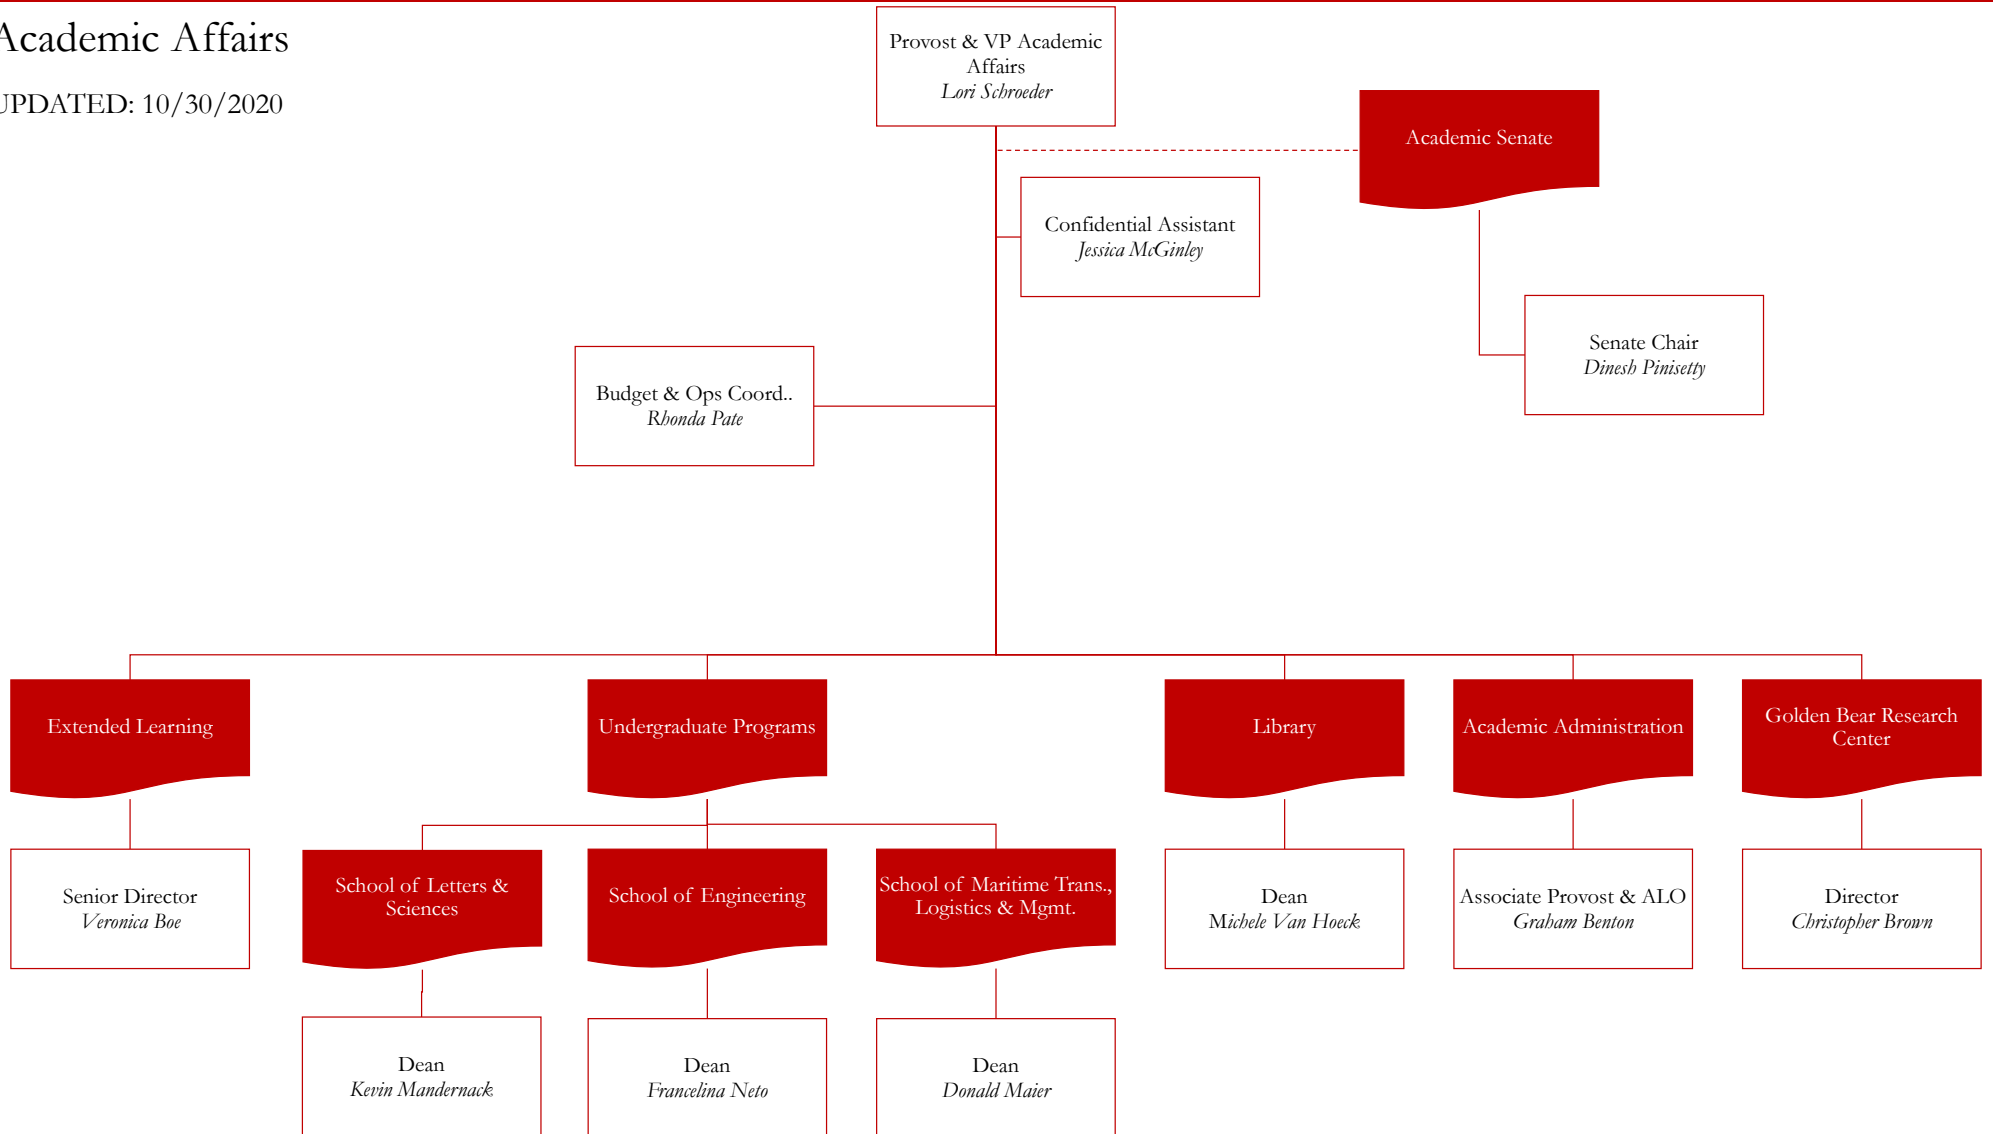 Academic Affairs
UPDATED: 10/30/2020
Provost & VP Academic
Affairs
Lori Schroeder
Academic Senate
Confidential Assistant
Jessica McGinley
Senate Chair
Dinesh Pinisetty
Budget & Ops Coord..
Rhonda Pate
Extended Learning
Undergraduate Programs
Library
Academic Administration
Golden Bear Research
Center
Senior Director
Veronica Boe
School of Letters &
Sciences
School of Engineering
School of Maritime Trans.,
Logistics & Mgmt.
Dean
Michele Van Hoeck
Associate Provost & ALO
Graham Benton
Director
Christopher Brown
Dean
Kevin Mandernack
Dean
Francelina Neto
Dean
Donald Maier